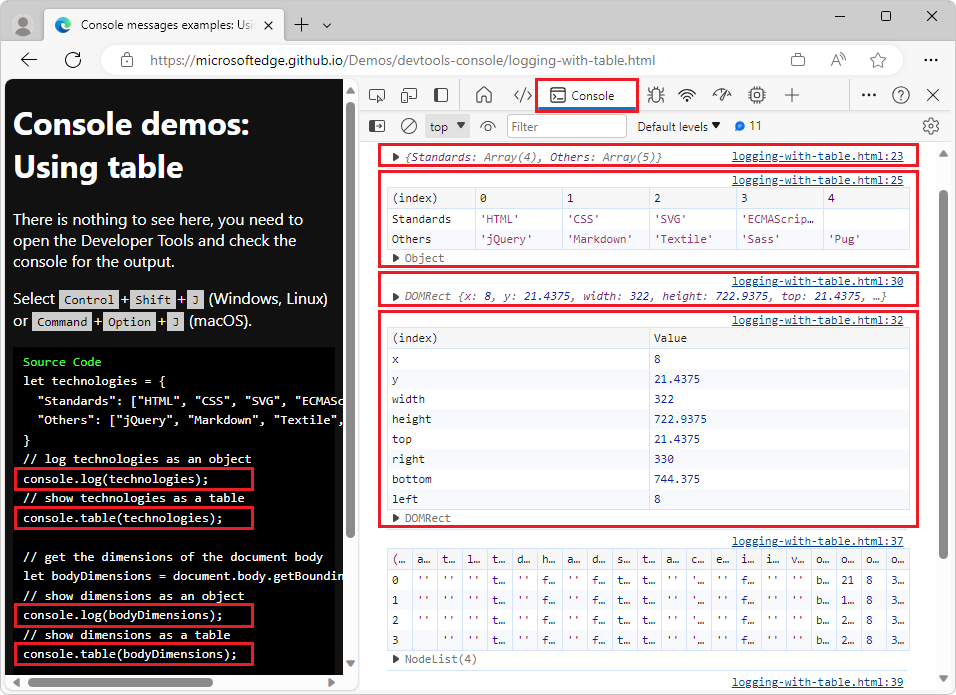 Console messages examples: Usi
https://microsoftedge.github.io/Demos/devtools-console/logging-with-table.html
Console demos:
Using table
There is nothing to see here, you need to
open the Developer Tools and check the
console for the output.
Select Control + Shift + J (Windows, Linux)
or Command + Option + J (macOS).
Source Code
let technologies = {
"Standards": ["HTML", "CSS", "SVG", "ECMASc
"Others": ["jQuery", "Markdown", "Textile",
}
// log technologies as an object
console.log(technologies);
// show technologies as a table
console.table(technologies);
// get the dimensions of the document body
let bodyDimensions = document.body.getBoundin
// show dimensions as an object
console.log(bodyDimensions);
// show dimensions as a table
console.table(bodyDimensions);
Console
top Filter Default levels 11
{Standards: Array(4), Others: Array(5)} logging-with-table.html:23
logging-with-table.html:25
(index) 0 1 2 3 4
Standards 'HTML' 'CSS' 'SVG' 'ECMAScrip…
Others 'jQuery' 'Markdown' 'Textile' 'Sass' 'Pug'
Object
logging-with-table.html:30
DOMRect {x: 8, y: 21.4375, width: 322, height: 722.9375, top: 21.4375, …}
logging-with-table.html:32
(index) Value
x 8
y 21.4375
width 322
height 722.9375
top 21.4375
right 330
bottom 744.375
left 8
DOMRect
logging-with-table.html:37
(… a… t… l… t… d… h… a… d… s… t… a… c… e… i… i… v… o… o… o… o…
0 '' '' '' t… '' f… '' f… t… t… '' '… '' f… '' '' b… 21 8 3…
1 '' '' '' t… '' f… '' f… t… t… '' '… '' f… '' '' b… 1… 8 3…
2 '' '' '' t… '' f… '' f… t… t… '' '… '' f… '' '' b… 2… 8 3…
3 '' '' t… '' f… '' f… t… t… '' '… '' f… '' '' b… 2… 8 3…
NodeList(4)
logging-with-table.html:39